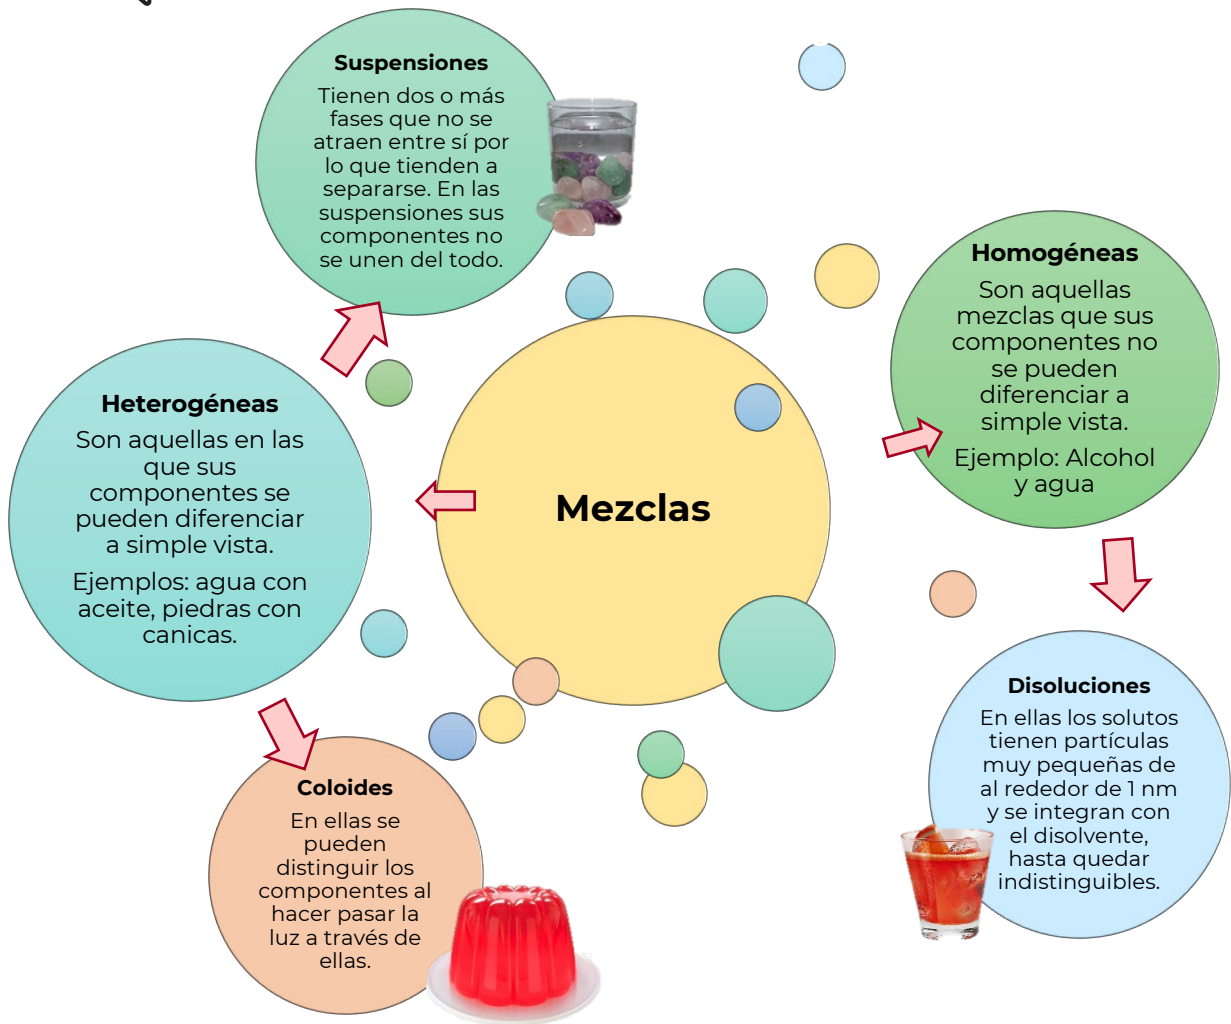 Suspensiones
Tienen dos o más
fases que no se
atraen entre sí por
lo que tienden a
separarse. En las
suspensiones sus
componentes no
se unen del todo.
Homogéneas
Son aquellas
mezclas que sus
componentes no
se pueden
diferenciar a
simple vista.
Ejemplo: Alcohol
y agua
Heterogéneas
Son aquellas en las
que sus
componentes se
pueden diferenciar
a simple vista.
Ejemplos: agua con
aceite, piedras con
canicas.
Mezclas
Disoluciones
En ellas los solutos
tienen partículas
muy pequeñas de
al rededor de 1 nm
y se integran con
el disolvente,
hasta quedar
indistinguibles.
Coloides
En ellas se
pueden
distinguir los
componentes al
hacer pasar la
luz a través de
ellas.